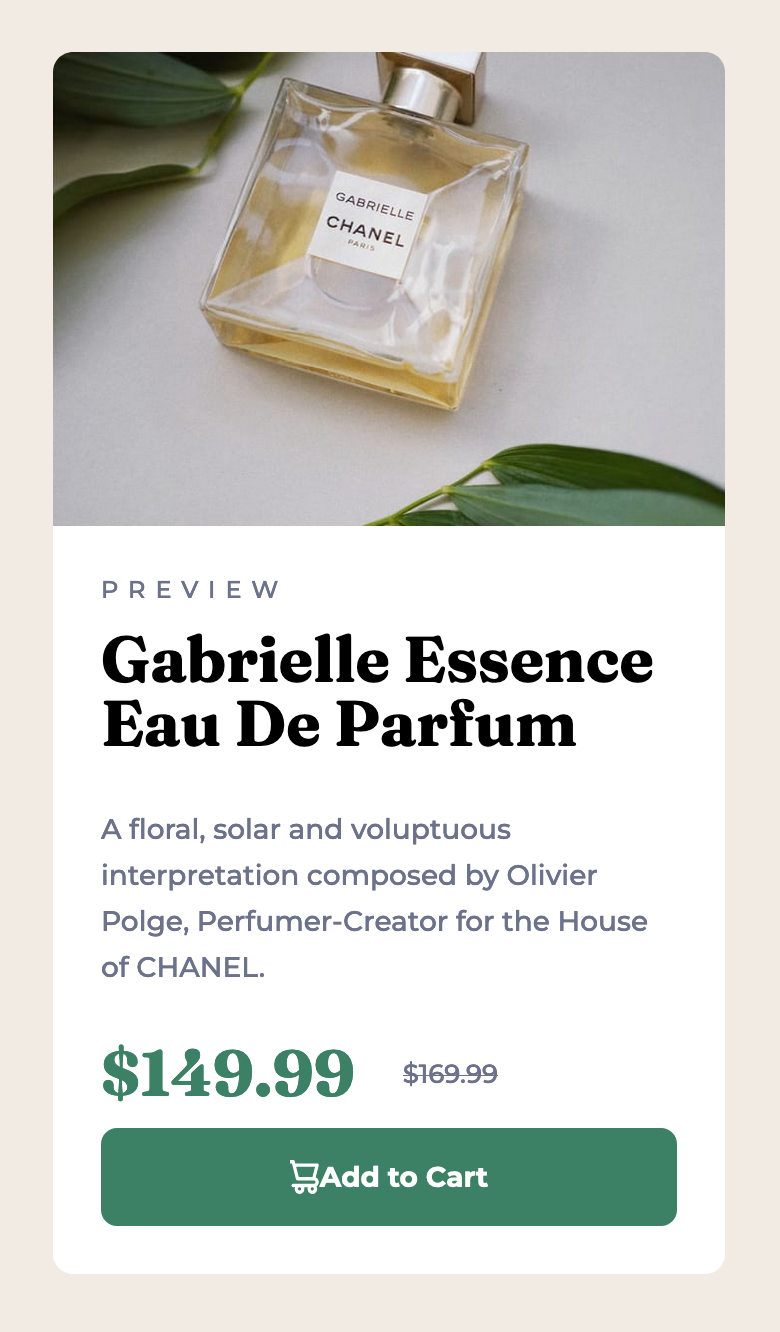 GABRIELLE
CHANEL
PARIS
PREVIEW
Gabrielle Essence
Eau De Parfum
A floral, solar and voluptuous
interpretation composed by Olivier
Polge, Perfumer-Creator for the House
of CHANEL.
$149.99 $169.99
Add to Cart